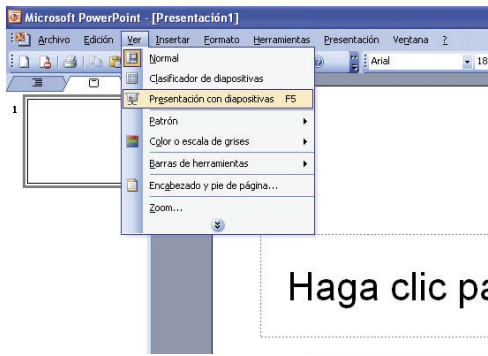 Microsoft PowerPoint - [Presentación1]
Archivo Edición Ver Insertar Formato Herramientas Presentación Ventana ?
Arial 18
Normal
Clasificador de diapositivas
Presentación con diapositivas F5
Patrón
Color o escala de grises
Barras de herramientas
Encabezado y pie de página...
Zoom...
1
Haga clic pa